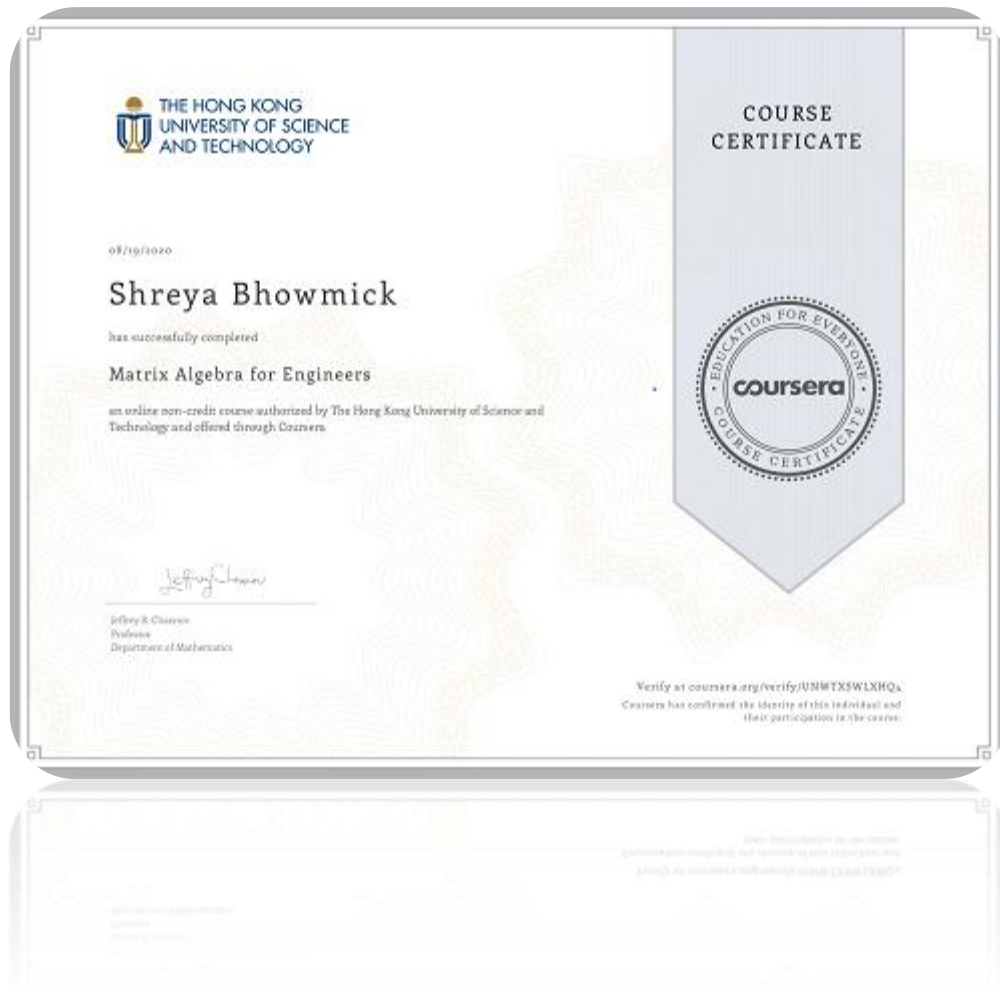 THE HONG KONG
UNIVERSITY OF SCIENCE
AND TECHNOLOGY
COURSE
CERTIFICATE
08/19/2020
Shreya Bhowmick
has successfully completed
Matrix Algebra for Engineers
an online non-credit course authorized by The Hong Kong University of Science and
Technology and offered through Coursera
EDUCATION FOR EVERYONE
coursera
COURSE CERTIFICATE
Jeffrey R. Chasnov
Professor
Department of Mathematics
Verify at coursera.org/verify/
Coursera has confirmed the identity of this individual and
their participation in the course.